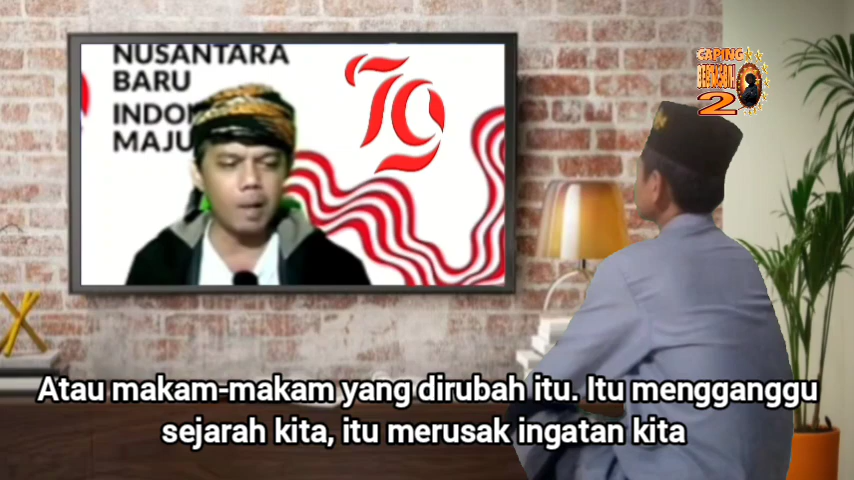 NUSANTARA
BARU
MAJU
79
CAPING
2
Atau makam-makam yang dirubah itu. Itu mengganggu
sejarah kita, itu merusak ingatan kita